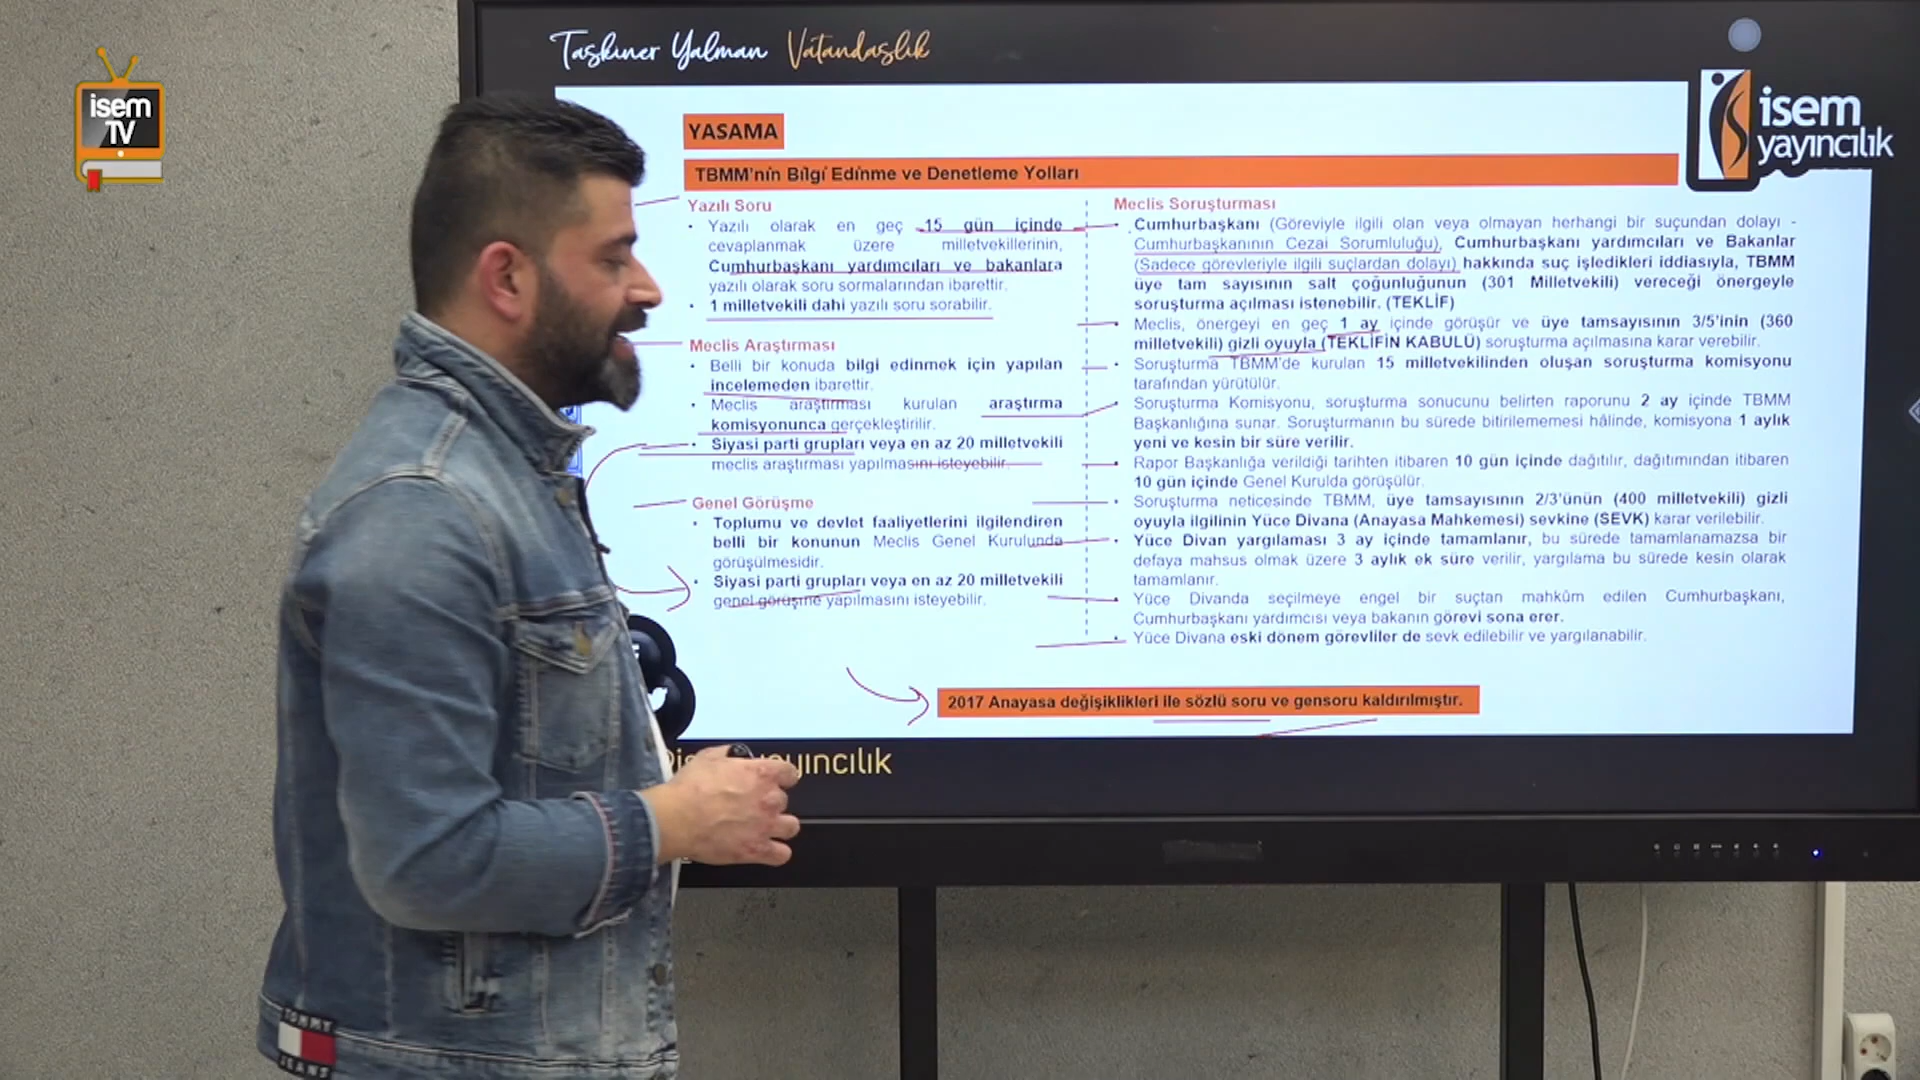 isem
TV
Taşkıner Yalman Vatandaşlık
isem
yayıncılık
YASAMA
TBMM'nin Bilgi Edinme ve Denetleme Yolları
Yazılı Soru
• Yazılı olarak en geç 15 gün içinde
cevaplanmak üzere milletvekillerinin,
Cumhurbaşkanı yardımcıları ve bakanlara
yazılı olarak soru sormalarından ibarettir.
• 1 milletvekili dahi yazılı soru sorabilir.
Meclis Araştırması
• Belli bir konuda bilgi edinmek için yapılan
incelemeden ibarettir.
• Meclis araştırması kurulan araştırma
komisyonunca gerçekleştirilir.
• Siyasi parti grupları veya en az 20 milletvekili
meclis araştırması yapılmasını isteyebilir.
Genel Görüşme
• Toplumu ve devlet faaliyetlerini ilgilendiren
belli bir konunun Meclis Genel Kurulunda
görüşülmesidir.
• Siyasi parti grupları veya en az 20 milletvekili
genel görüşme yapılmasını isteyebilir.
Meclis Soruşturması
• Cumhurbaşkanı (Göreviyle ilgili olan veya olmayan herhangi bir suçundan dolayı -
Cumhurbaşkanının Cezai Sorumluluğu), Cumhurbaşkanı yardımcıları ve Bakanlar
(Sadece görevleriyle ilgili suçlardan dolayı) hakkında suç işledikleri iddiasıyla, TBMM
üye tam sayısının salt çoğunluğunun (301 Milletvekili) vereceği önergeyle
soruşturma açılması istenebilir. (TEKLİF)
• Meclis, önergeyi en geç 1 ay içinde görüşür ve üye tamsayısının 3/5'inin (360
milletvekili) gizli oyuyla (TEKLİFİN KABULÜ) soruşturma açılmasına karar verebilir.
• Soruşturma TBMM'de kurulan 15 milletvekilinden oluşan soruşturma komisyonu
tarafından yürütülür.
• Soruşturma Komisyonu, soruşturma sonucunu belirten raporunu 2 ay içinde TBMM
Başkanlığına sunar. Soruşturmanın bu sürede bitirilememesi hâlinde, komisyona 1 aylık
yeni ve kesin bir süre verilir.
• Rapor Başkanlığa verildiği tarihten itibaren 10 gün içinde dağıtılır, dağıtımından itibaren
10 gün içinde Genel Kurulda görüşülür.
• Soruşturma neticesinde TBMM, üye tamsayısının 2/3'ünün (400 milletvekili) gizli
oyuyla ilgilinin Yüce Divana (Anayasa Mahkemesi) sevkine (SEVK) karar verilebilir.
• Yüce Divan yargılaması 3 ay içinde tamamlanır, bu sürede tamamlanamazsa bir
defaya mahsus olmak üzere 3 aylık ek süre verilir, yargılama bu sürede kesin olarak
tamamlanır.
• Yüce Divanda seçilmeye engel bir suçtan mahkûm edilen Cumhurbaşkanı,
Cumhurbaşkanı yardımcısı veya bakanın görevi sona erer.
• Yüce Divana eski dönem görevliler de sevk edilebilir ve yargılanabilir.
2017 Anayasa değişiklikleri ile sözlü soru ve gensoru kaldırılmıştır.
TOMMY
JEANS